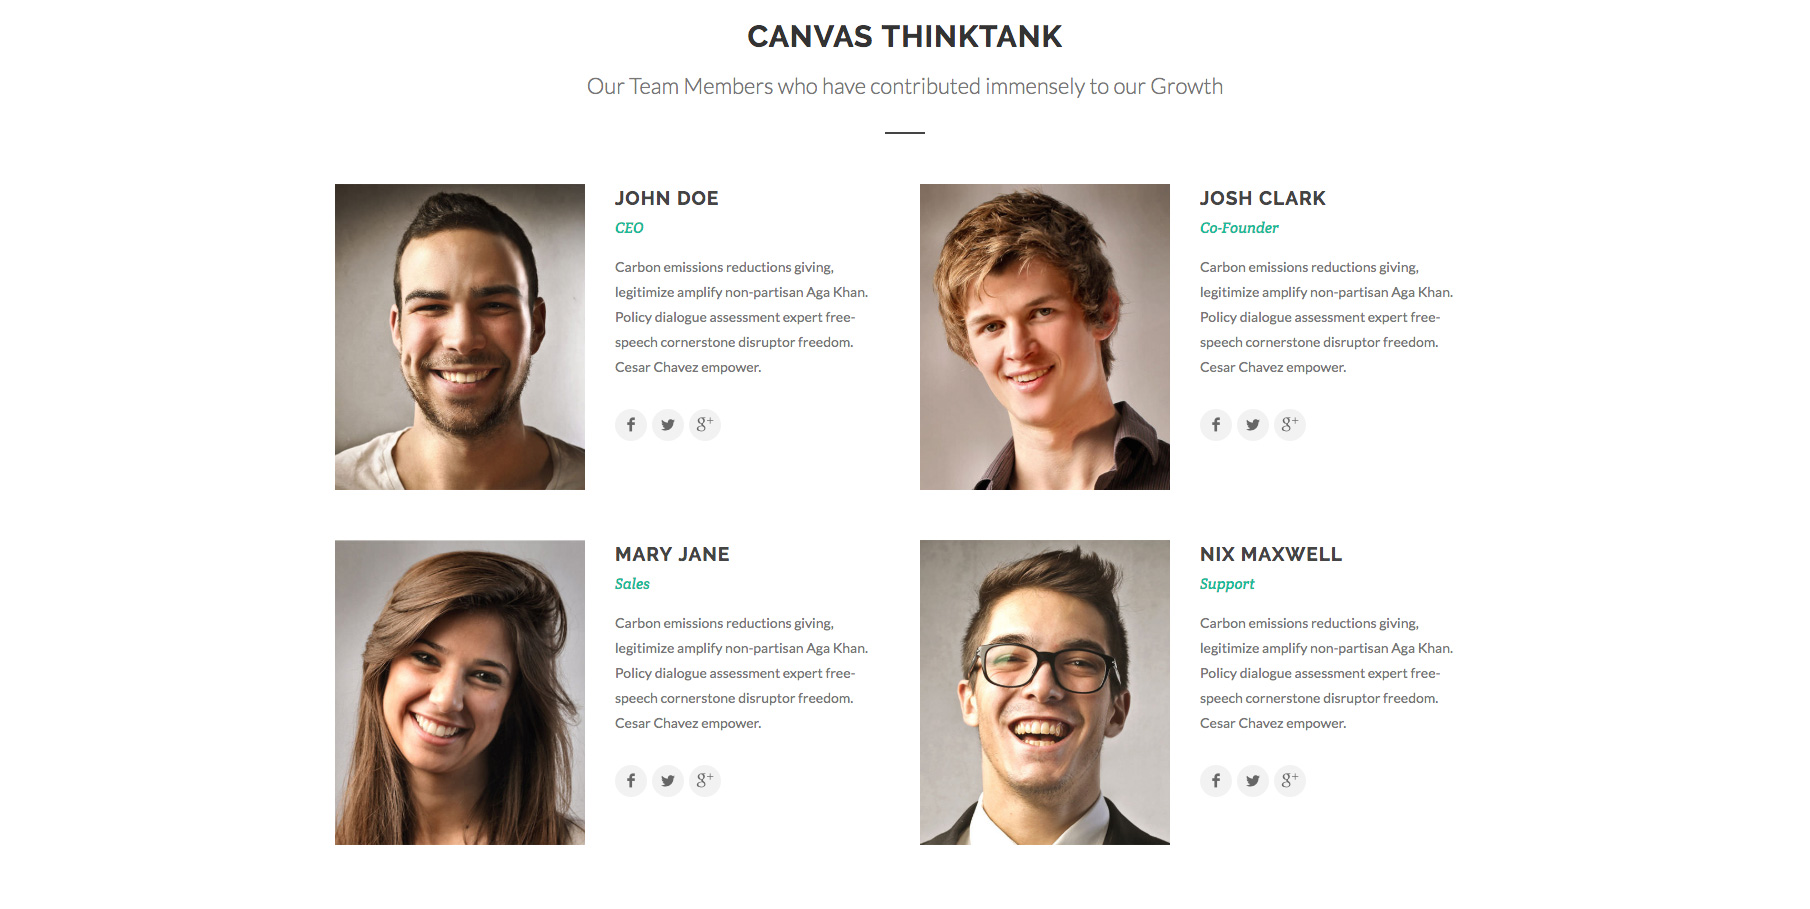 CANVAS THINKTANK
Our Team Members who have contributed immensely to our Growth
JOHN DOE
CEO
Carbon emissions reductions giving,
legitimize amplify non-partisan Aga Khan.
Policy dialogue assessment expert free-
speech cornerstone disruptor freedom.
Cesar Chavez empower.
f g+
JOSH CLARK
Co-Founder
Carbon emissions reductions giving,
legitimize amplify non-partisan Aga Khan.
Policy dialogue assessment expert free-
speech cornerstone disruptor freedom.
Cesar Chavez empower.
f g+
MARY JANE
Sales
Carbon emissions reductions giving,
legitimize amplify non-partisan Aga Khan.
Policy dialogue assessment expert free-
speech cornerstone disruptor freedom.
Cesar Chavez empower.
f g+
NIX MAXWELL
Support
Carbon emissions reductions giving,
legitimize amplify non-partisan Aga Khan.
Policy dialogue assessment expert free-
speech cornerstone disruptor freedom.
Cesar Chavez empower.
f g+